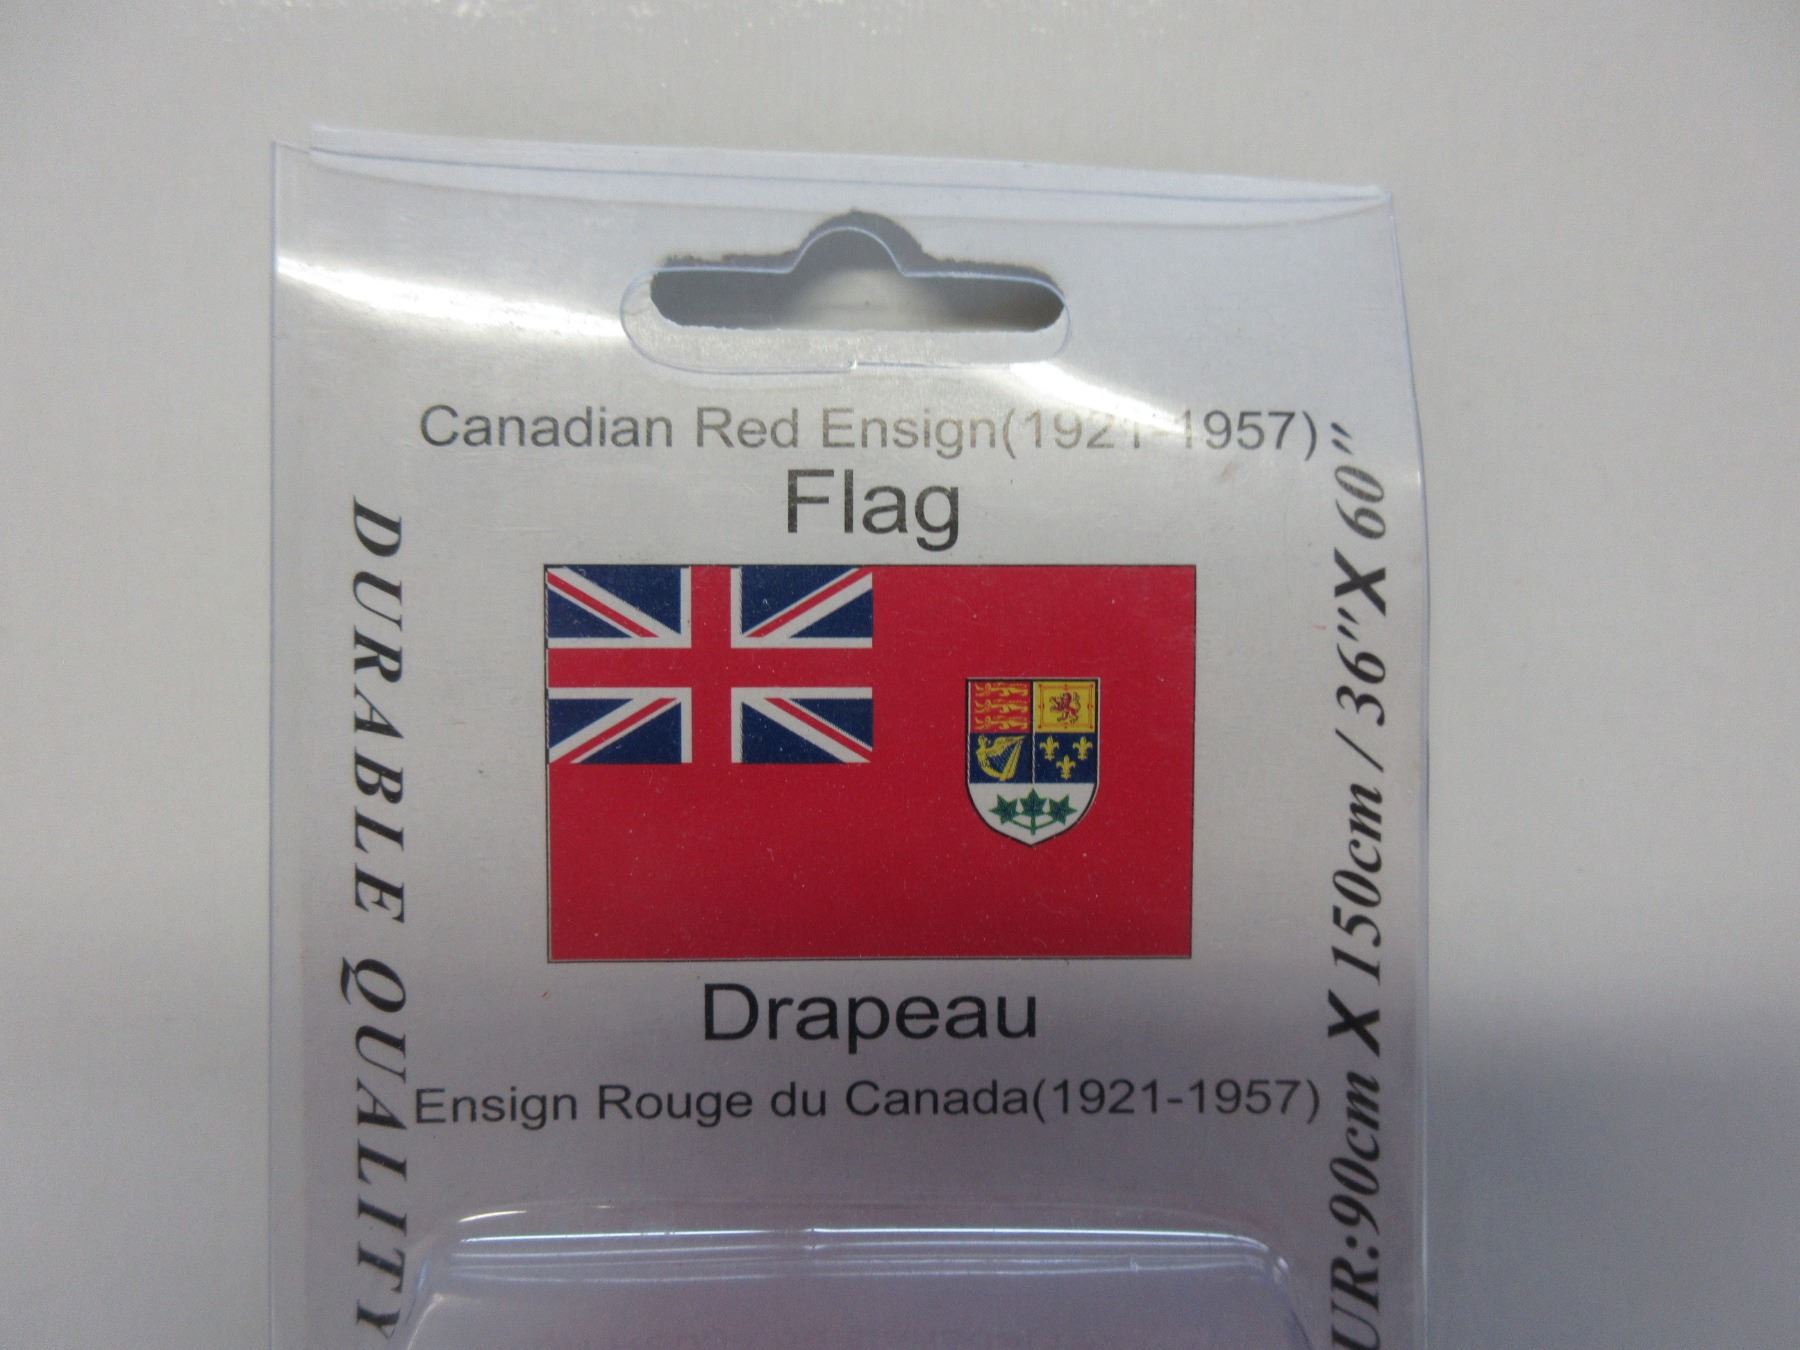 Canadian Red Ensign(1921-1957)
Flag
DURABLE QUALITY
UR:90cm X 150cm / 36"X 60"
Drapeau
Ensign Rouge du Canada(1921-1957)